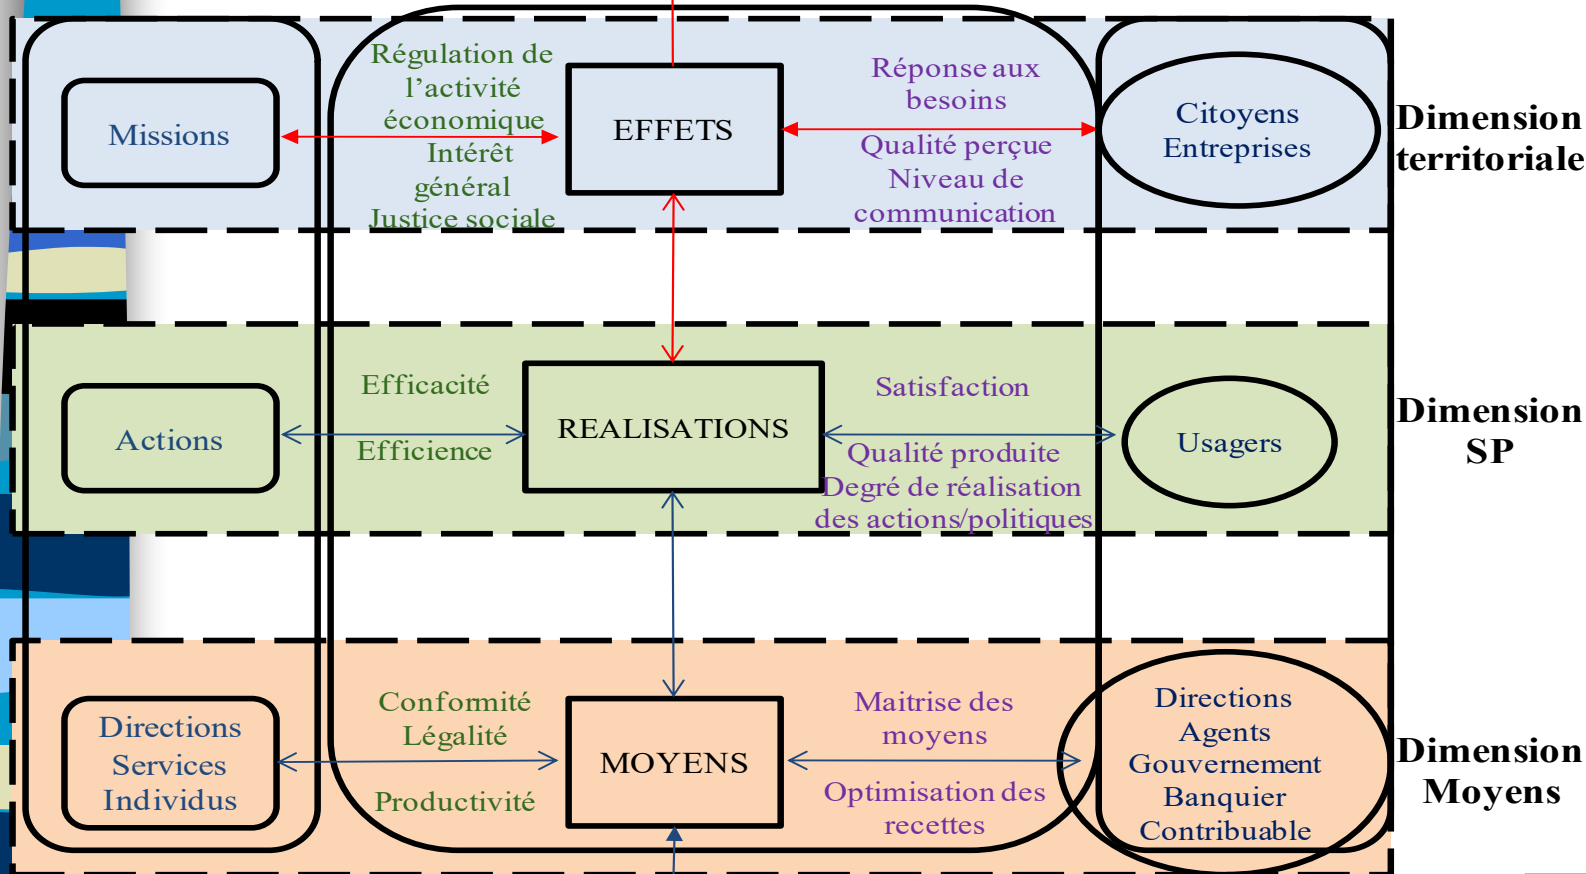 Missions
Régulation de
l’activité
économique
Intérêt
général
Justice sociale
EFFETS
Réponse aux
besoins
Qualité perçue
Niveau de
communication
Citoyens
Entreprises
Dimension
territoriale
Actions
Efficacité
Efficience
REALISATIONS
Satisfaction
Qualité produite
Degré de réalisation
des actions/politiques
Usagers
Dimension
SP
Directions
Services
Individus
Conformité
Légalité
Productivité
MOYENS
Maitrise des
moyens
Optimisation des
recettes
Directions
Agents
Gouvernement
Banquier
Contribuable
Dimension
Moyens